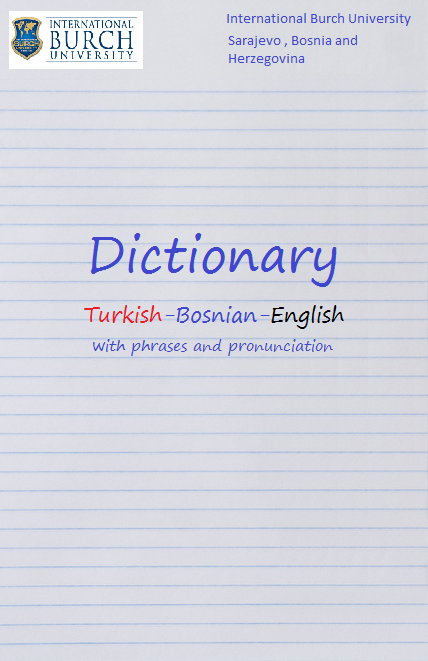 INTERNATIONAL
BURCH
UNIVERSITY
International Burch University
Sarajevo , Bosnia and
Herzegovina
Dictionary
Turkish-Bosnian-English
with phrases and pronunciation